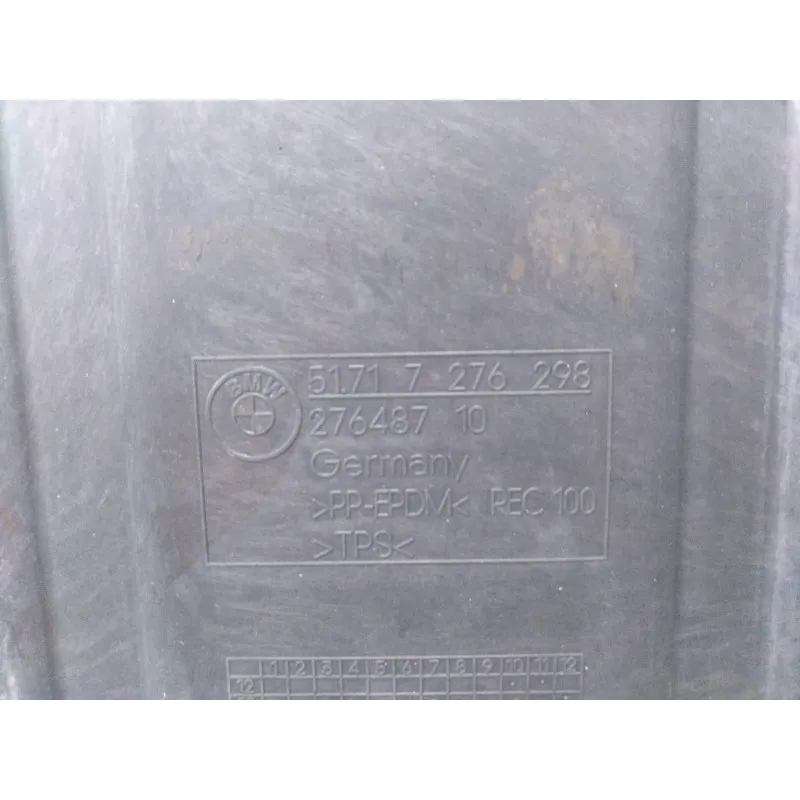 BMW
51.71 7 276 298
276487 10
Germany
>PP-EPDM< REC 100
>TPS<
1 2 3 4 5 6 7 8 9 10 11 12
12